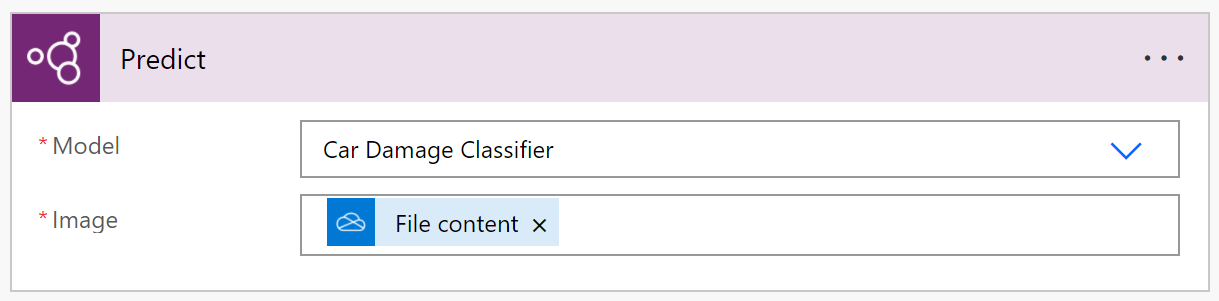 Predict
* Model
Car Damage Classifier
* Image
File content ×